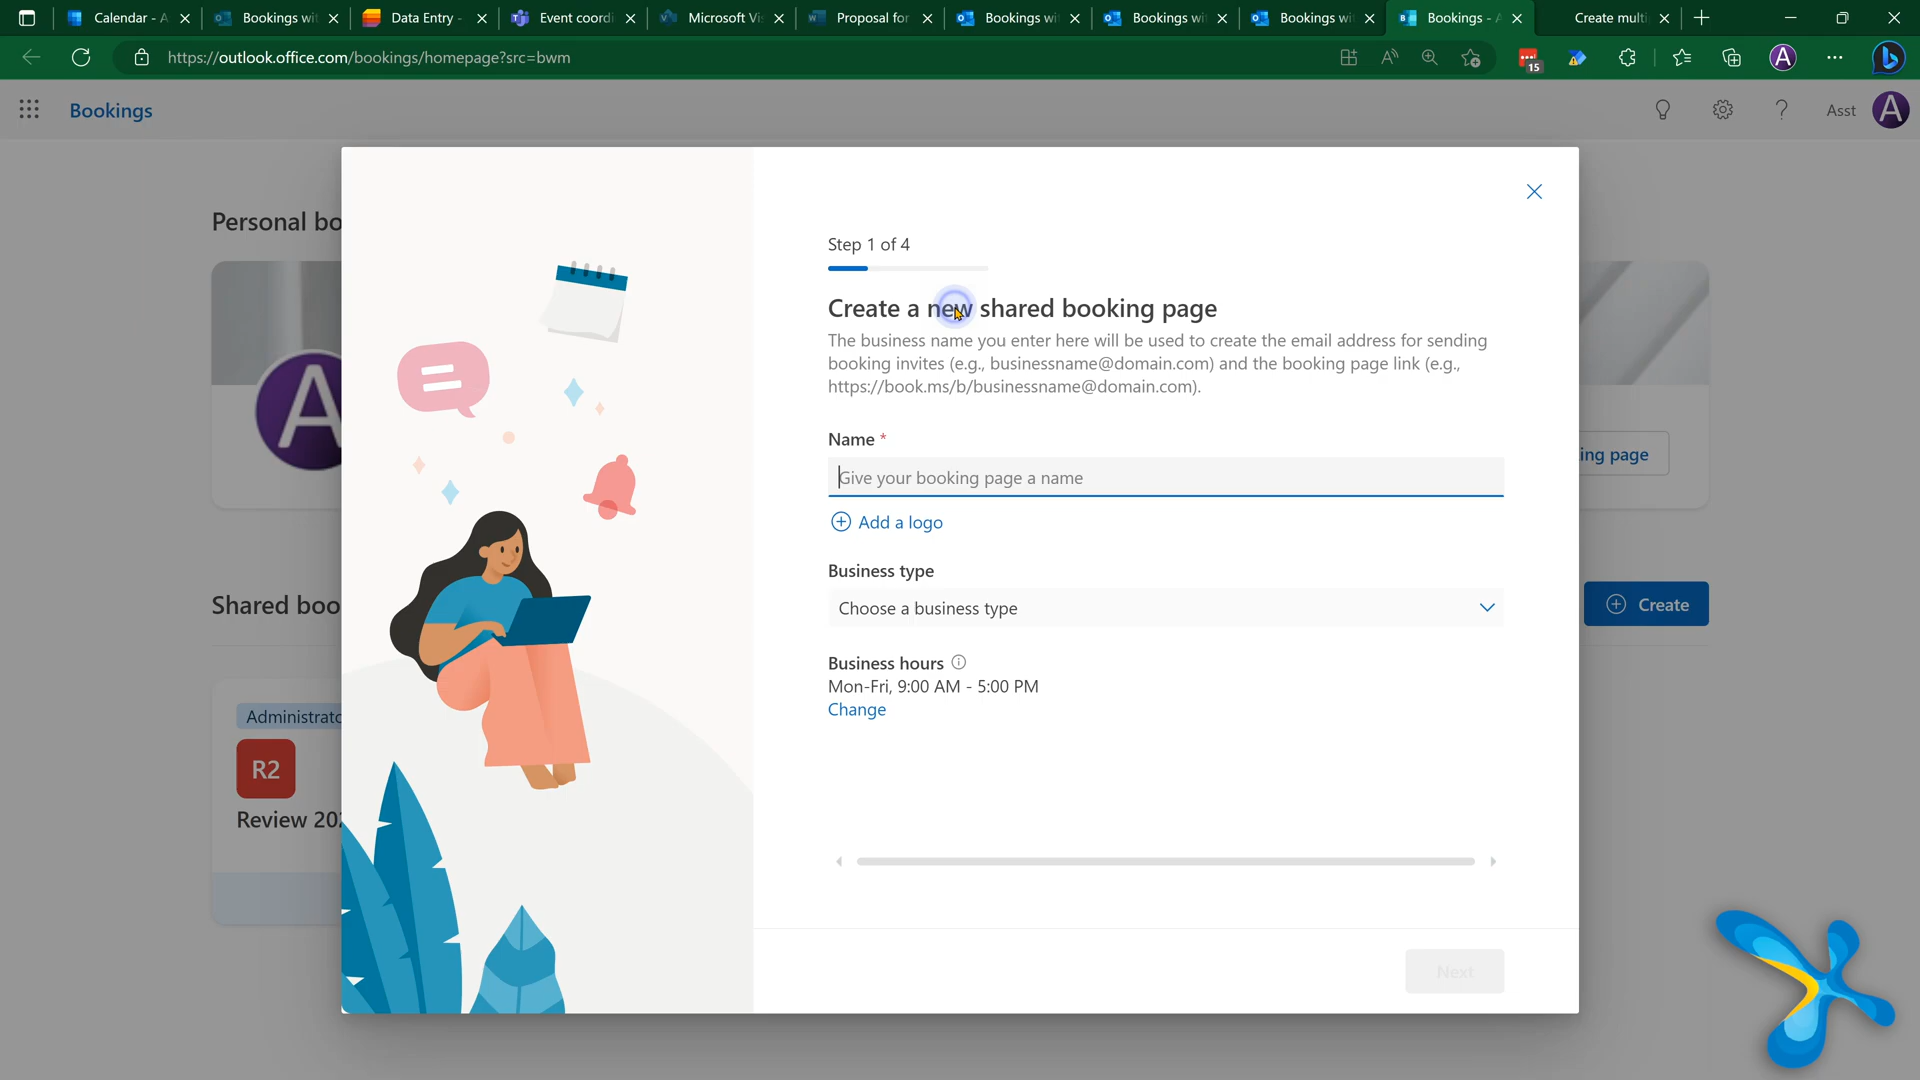 Calendar - A
Bookings wit
Data Entry -
Event coordi
Microsoft Vi
Proposal for
Bookings wi
Bookings wi
Bookings wi
Bookings - A
Create multi
https://outlook.office.com/bookings/homepage?src=bwm
15
A
Bookings
Asst
A
Personal bo
A
ing page
Shared boo
Create
Administrato
R2
Review 202
Step 1 of 4
Create a new shared booking page
The business name you enter here will be used to create the email address for sending
booking invites (e.g., businessname@domain.com) and the booking page link (e.g.,
https://book.ms/b/businessname@domain.com).
Name *
Give your booking page a name
Add a logo
Business type
Choose a business type
Business hours
Mon-Fri, 9:00 AM - 5:00 PM
Change
Next